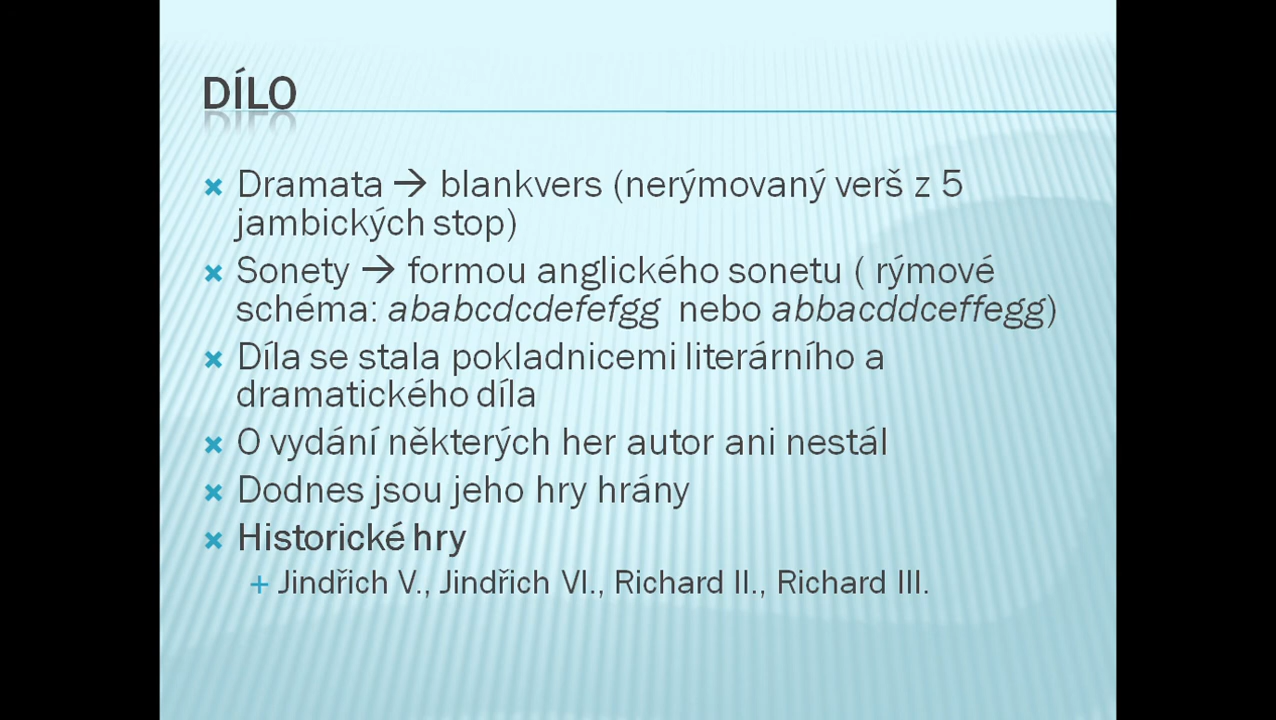 DÍLO
Dramata → blankvers (nerýmovaný verš z 5
jambických stop)
Sonety → formou anglického sonetu ( rýmové
schéma: ababcdcdefefgg nebo abbacddceffegg)
Díla se stala pokladnicemi literárního a
dramatického díla
O vydání některých her autor ani nestál
Dodnes jsou jeho hry hrány
Historické hry
Jindřich V., Jindřich VI., Richard II., Richard III.